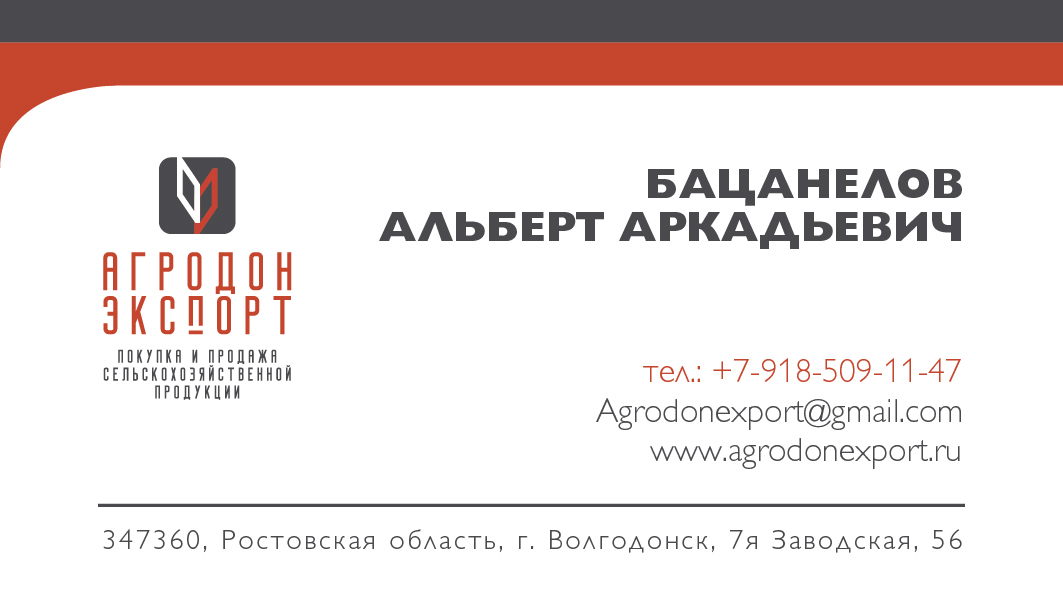 АГРОДОН
ЭКСПОРТ
ПОКУПКА И ПРОДАЖА
СЕЛЬСКОХОЗЯЙСТВЕННОЙ
ПРОДУКЦИИ
БАЦАНЕЛОВ
АЛЬБЕРТ АРКАДЬЕВИЧ
тел.: +7-918-509-11-47
Agrodonexport@gmail.com
www.agrodonexport.ru
347360, Ростовская область, г. Волгодонск, 7я Заводская, 56